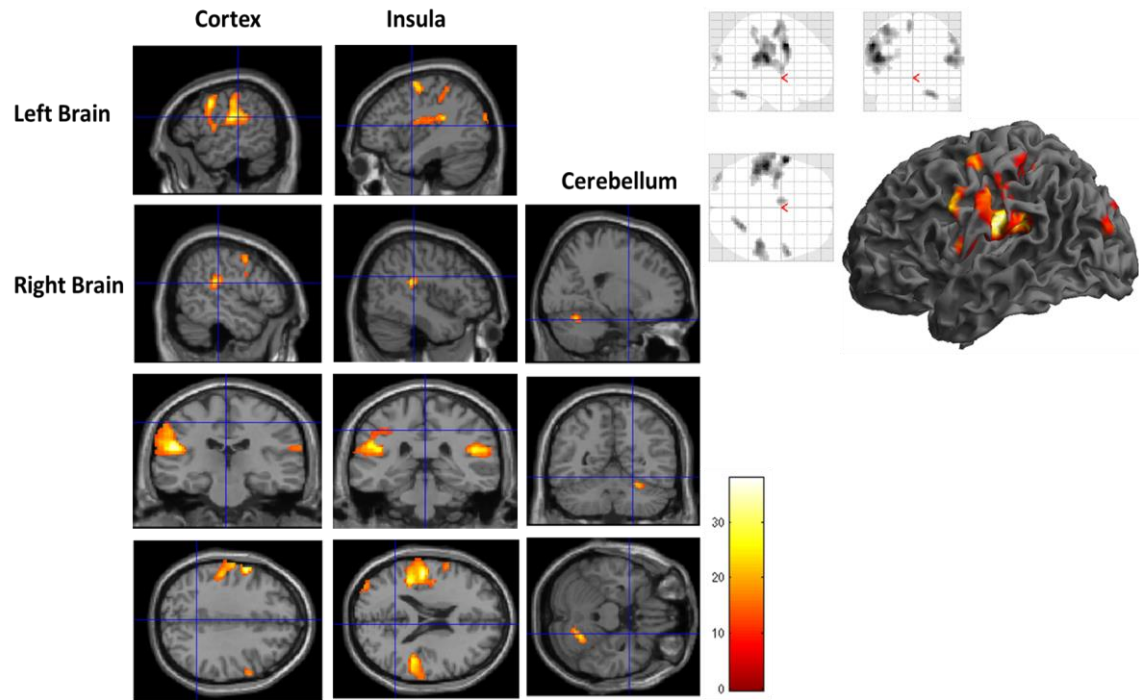 Cortex
Insula
Left Brain
Cerebellum
Right Brain
30
20
10
0